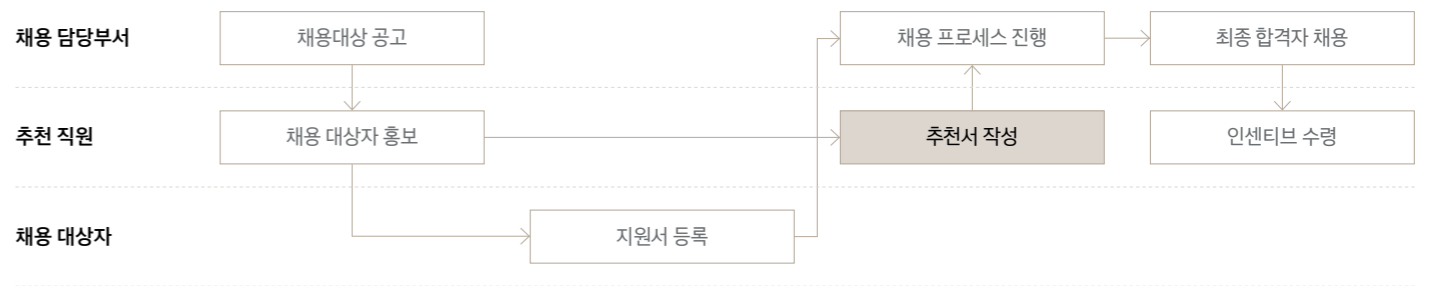 채용 담당부서
채용대상 공고
채용 프로세스 진행
최종 합격자 채용
추천 직원
채용 대상자 홍보
추천서 작성
인센티브 수령
채용 대상자
지원서 등록